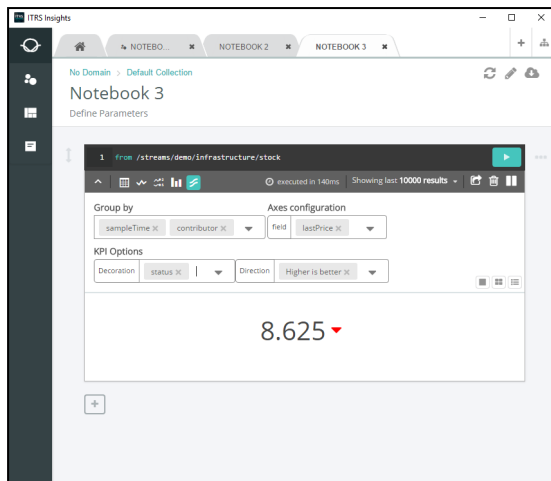 ITRS Insights
NOTEBO... NOTEBOOK 2 NOTEBOOK 3
No Domain > Default Collection
Notebook 3
Define Parameters
1 from /streams/demo/infrastructure/stock
executed in 140ms Showing last 10000 results
Group by Axes configuration
sampleTime × contributor × field lastPrice ×
KPI Options
Decoration status × Direction Higher is better ×
8.625